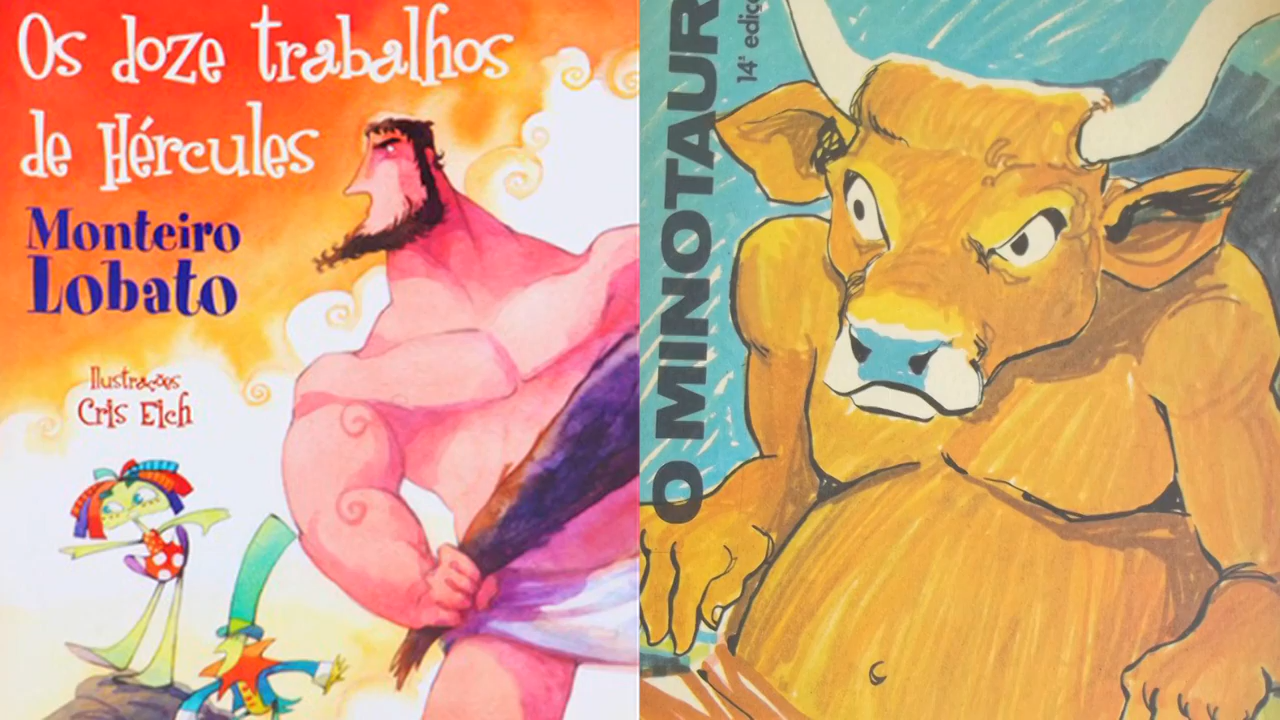 Os doze trabalhos
de Hércules
Monteiro
Lobato
Ilustrações
Cris Eich
O MINOTAUR
14ª ediç